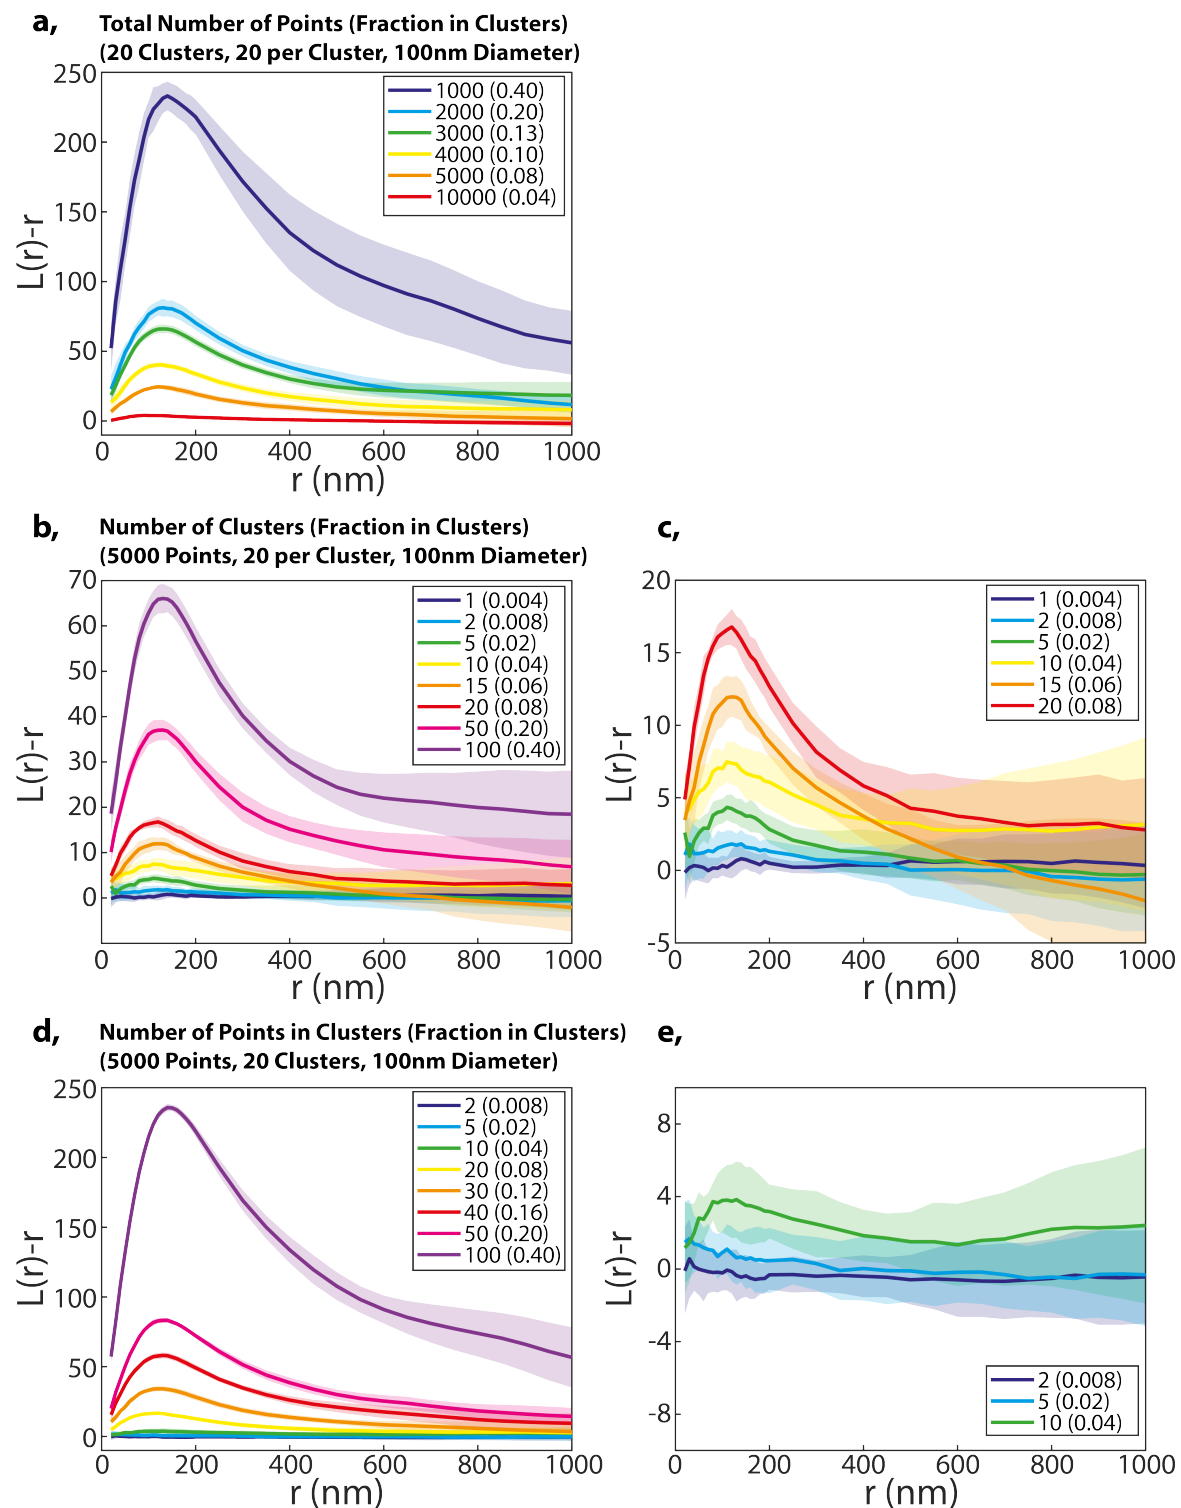 a,
Total Number of Points (Fraction in Clusters)
(20 Clusters, 20 per Cluster, 100nm Diameter)
250
200
150
100
50
0
L(r)-r
1000 (0.40)
2000 (0.20)
3000 (0.13)
4000 (0.10)
5000 (0.08)
10000 (0.04)
0 200 400 600 800 1000
r (nm)
b,
Number of Clusters (Fraction in Clusters)
(5000 Points, 20 per Cluster, 100nm Diameter)
70
60
50
40
30
20
10
0
L(r)-r
1 (0.004)
2 (0.008)
5 (0.02)
10 (0.04)
15 (0.06)
20 (0.08)
50 (0.20)
100 (0.40)
0 200 400 600 800 1000
r (nm)
c,
20
15
10
5
0
-5
L(r)-r
1 (0.004)
2 (0.008)
5 (0.02)
10 (0.04)
15 (0.06)
20 (0.08)
0 200 400 600 800 1000
r (nm)
d,
Number of Points in Clusters (Fraction in Clusters)
(5000 Points, 20 Clusters, 100nm Diameter)
250
200
150
100
50
0
L(r)-r
2 (0.008)
5 (0.02)
10 (0.04)
20 (0.08)
30 (0.12)
40 (0.16)
50 (0.20)
100 (0.40)
0 200 400 600 800 1000
r (nm)
e,
8
4
0
-4
-8
L(r)-r
2 (0.008)
5 (0.02)
10 (0.04)
0 200 400 600 800 1000
r (nm)